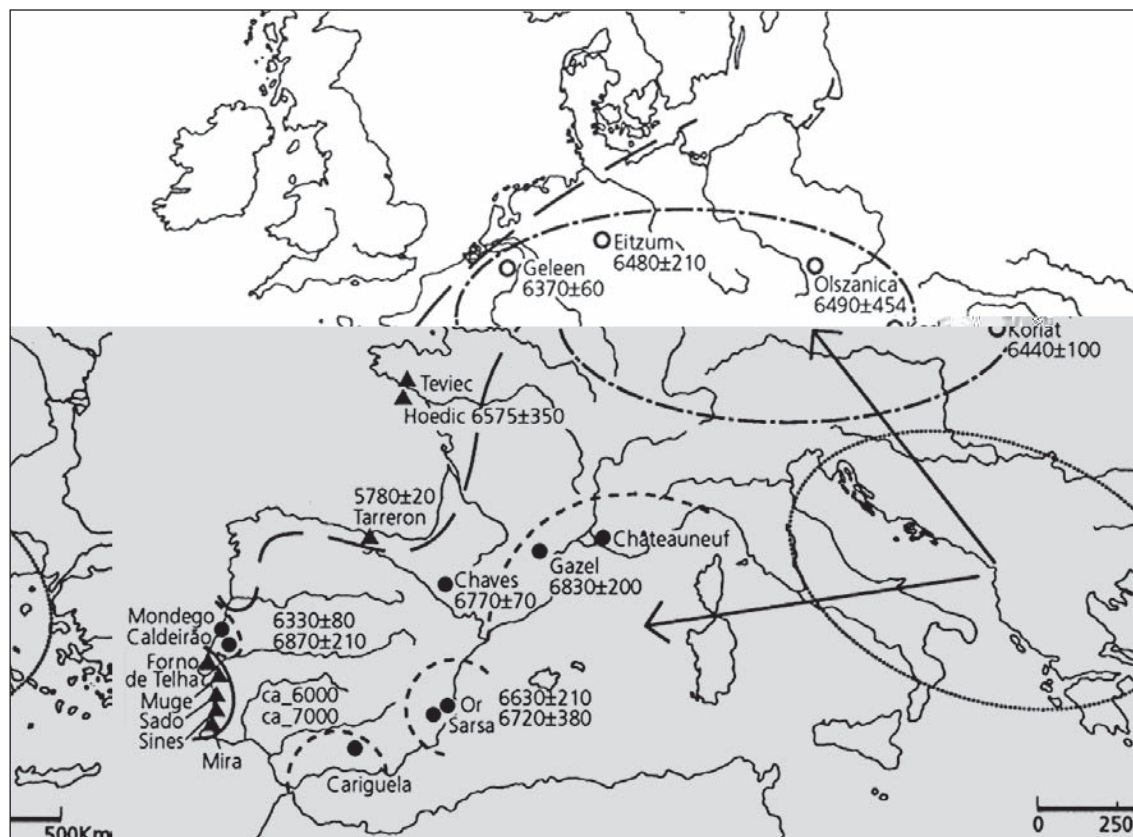 Eitzum
6480±210
Geleen
6370±60
Olszanica
6490±454
Korlat
6440±100
Teviec
Hoedic 6575±350
5780±20
Tarreron
Châteauneuf
Gazel
6830±200
Chaves
6770±70
Mondego
Caldeirão
6330±80
6870±210
Forno
de Telha
Muge
Sado
Sines
Mira
ca_6000
ca_7000
Or
Sarsa
6630±210
6720±380
Cariguela
500Km
0 250